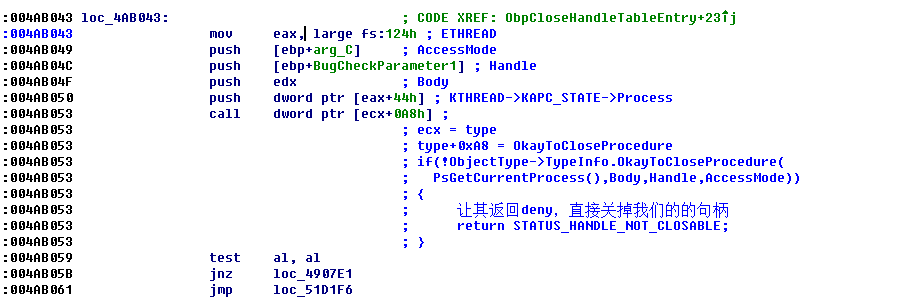 :004AB043 loc_4AB043: ; CODE XREF: ObpCloseHandleTableEntry+23↑j
:004AB043 mov eax, large fs:124h ; ETHREAD
:004AB049 push [ebp+arg_C] ; AccessMode
:004AB04C push [ebp+BugCheckParameter1] ; Handle
:004AB04F push edx ; Body
:004AB050 push dword ptr [eax+44h] ; KTHREAD->KAPC_STATE->Process
:004AB053 call dword ptr [ecx+0A8h] ;
:004AB053 ; ecx = type
:004AB053 ; type+0xA8 = OkayToCloseProcedure
:004AB053 ; if(!ObjectType->TypeInfo.OkayToCloseProcedure(
:004AB053 ; PsGetCurrentProcess(),Body,Handle,AccessMode))
:004AB053 ; {
:004AB053 ; 让其返回deny，直接关掉我们的的句柄
:004AB053 ; return STATUS_HANDLE_NOT_CLOSABLE;
:004AB053 ; }
:004AB059 test al, al
:004AB05B jnz loc_4907E1
:004AB061 jmp loc_51D1F6